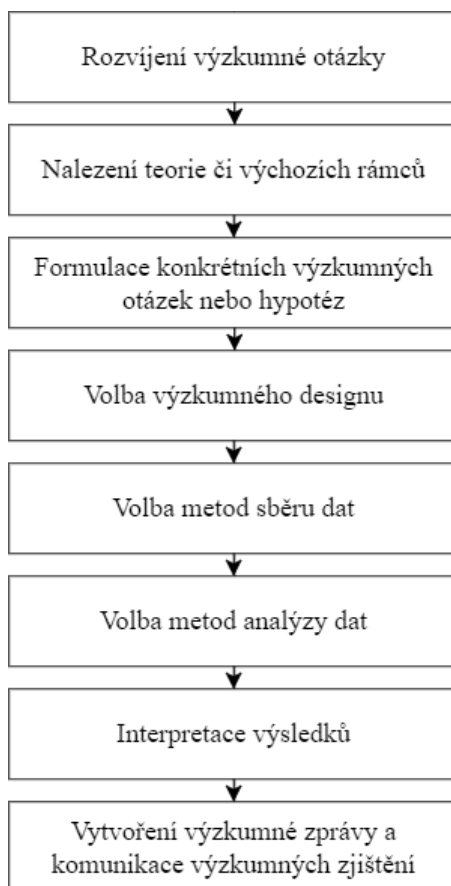 Rozvíjení výzkumné otázky
Nalezení teorie či výchozích rámců
Formulace konkrétních výzkumných
otázek nebo hypotéz
Volba výzkumného designu
Volba metod sběru dat
Volba metod analýzy dat
Interpretace výsledků
Vytvoření výzkumné zprávy a
komunikace výzkumných zjištění